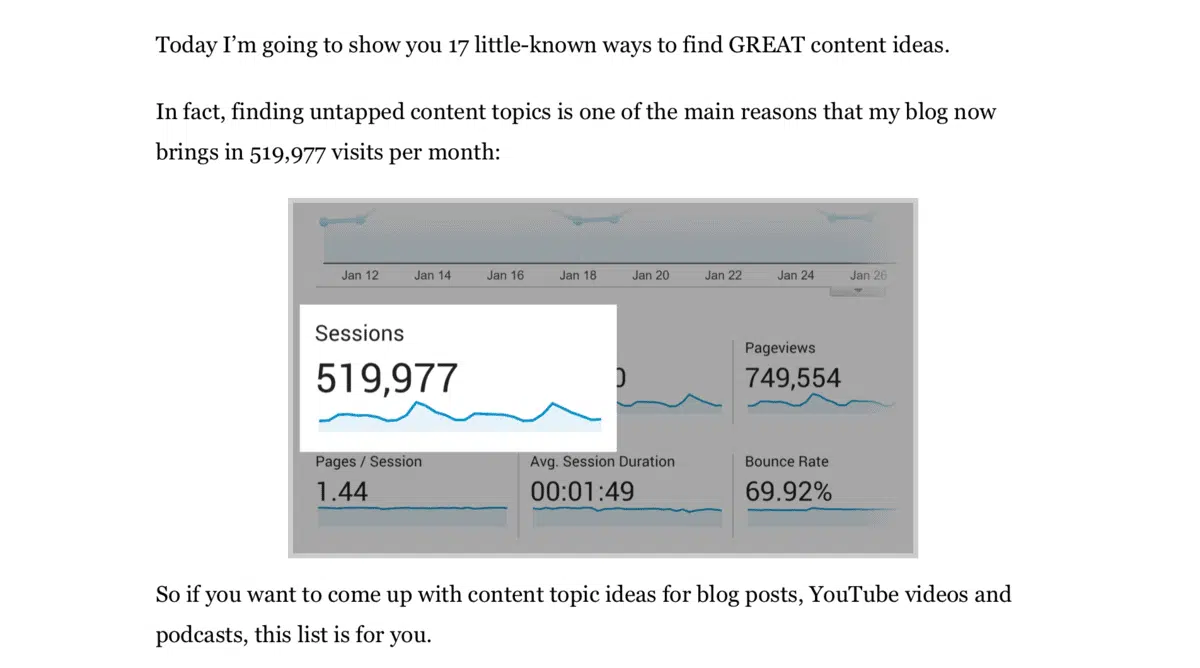 Today I’m going to show you 17 little-known ways to find GREAT content ideas.
In fact, finding untapped content topics is one of the main reasons that my blog now
brings in 519,977 visits per month:
Jan 12 Jan 14 Jan 16 Jan 18 Jan 20 Jan 22 Jan 24 Jan 26
Sessions
519,977
Pageviews
749,554
Pages / Session
1.44
Avg. Session Duration
00:01:49
Bounce Rate
69.92%
So if you want to come up with content topic ideas for blog posts, YouTube videos and
podcasts, this list is for you.